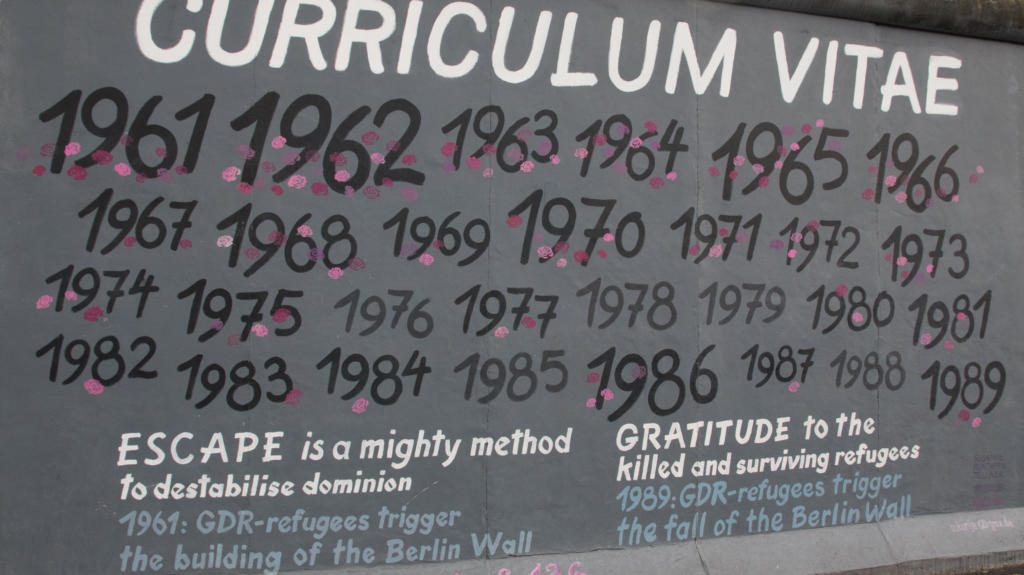 CURRICULUM VITAE
1961 1962 1963 1964 1965 1966
1967 1968 1969 1970 1971 1972 1973
1974 1975 1976 1977 1978 1979 1980 1981
1982 1983 1984 1985 1986 1987 1988 1989
ESCAPE is a mighty method
to destabilise dominion
1961: GDR-refugees trigger
the building of the Berlin Wall
GRATITUDE to the
killed and surviving refugees
1989: GDR-refugees trigger
the fall of the Berlin Wall